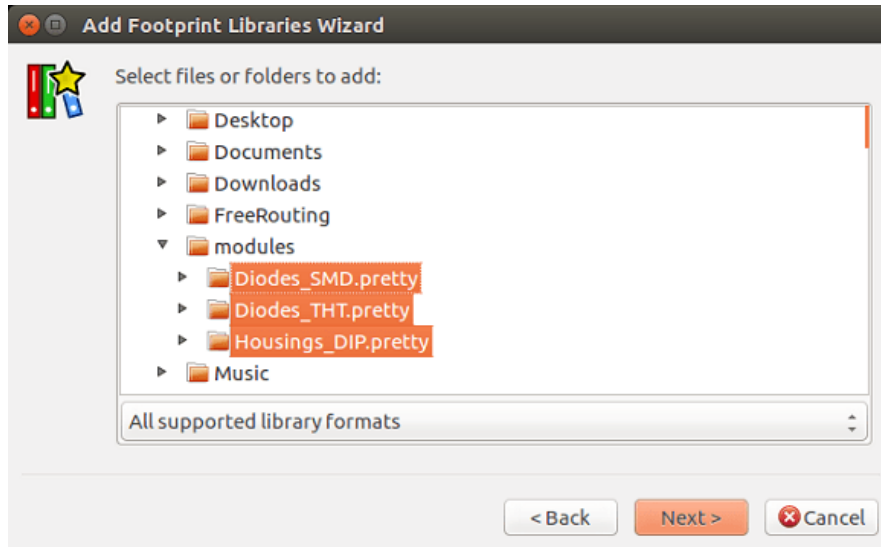 Add Footprint Libraries Wizard
Select files or folders to add:
Desktop
Documents
Downloads
FreeRouting
modules
Diodes_SMD.pretty
Diodes_THT.pretty
Housings_DIP.pretty
Music
All supported library formats
< Back Next > Cancel